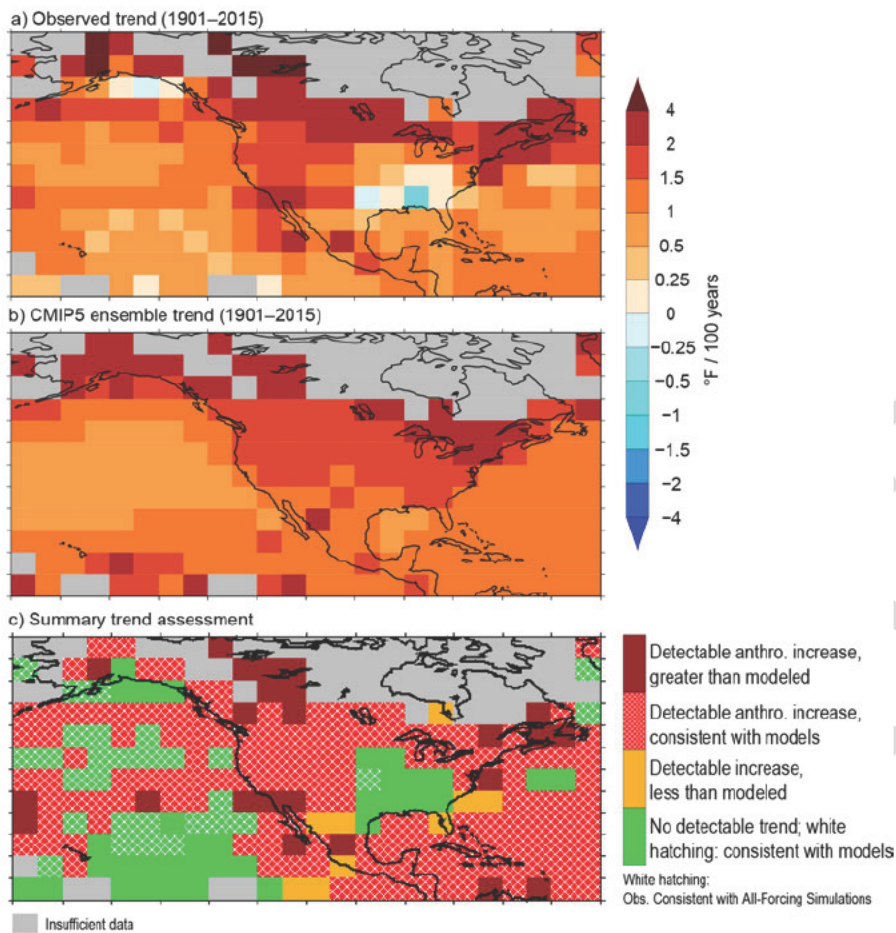 a) Observed trend (1901–2015)
4
2
1.5
1
0.5
0.25
0
−0.25
−0.5
−1
−1.5
−2
−4
°F / 100 years
b) CMIP5 ensemble trend (1901–2015)
c) Summary trend assessment
Detectable anthro. increase,
greater than modeled
Detectable anthro. increase,
consistent with models
Detectable increase,
less than modeled
No detectable trend; white
hatching: consistent with models
White hatching:
Obs. Consistent with All-Forcing Simulations
Insufficient data